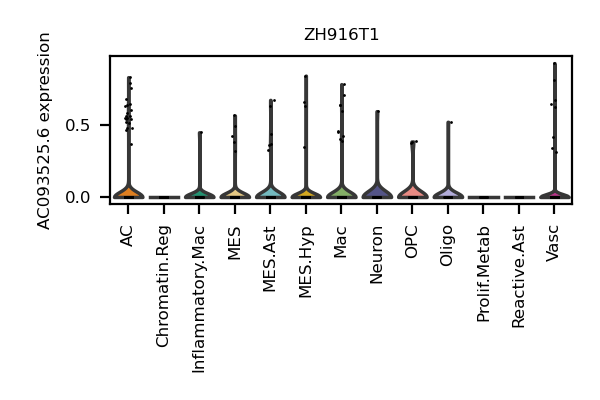 ZH916T1
AC093525.6 expression
0.5
0.0
AC
Chromatin.Reg
Inflammatory.Mac
MES
MES.Ast
MES.Hyp
Mac
Neuron
OPC
Oligo
Prolif.Metab
Reactive.Ast
Vasc